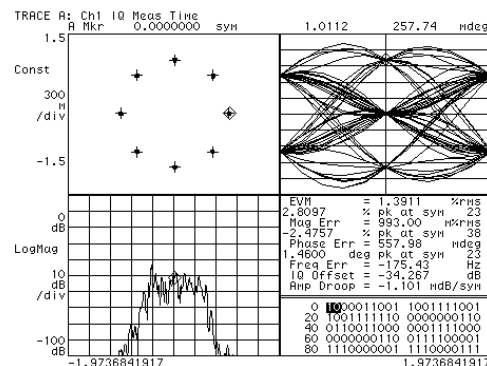 TRACE A: Ch1 IQ Meas Time
A Mkr 0.0000000 sym 1.0112 257.74 mdeg
1.5
Const
300
M
/div
-1.5
0
dB
LogMag
10
dB
/div
-100
dB
-1.9736841917 1.9736841917
EVM = 1.3911 %rms
2.8097 % pk at sym 23
Mag Err = 993.00 m%rms
-2.4757 % pk at sym 38
Phase Err = 557.98 mdeg
1.4600 deg pk at sym 23
Freq Err = -175.43 Hz
IQ Offset = -34.267 dB
Amp Droop = -1.101 mdB/sym
0 1000011001 1001111001
20 1001111110 0000000110
40 0110011000 0001111000
60 0000000110 0111100001
80 1110000001 1110000111